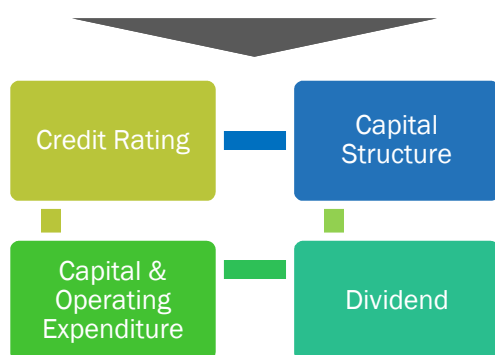 Credit Rating
Capital
Structure
Capital &
Operating
Expenditure
Dividend